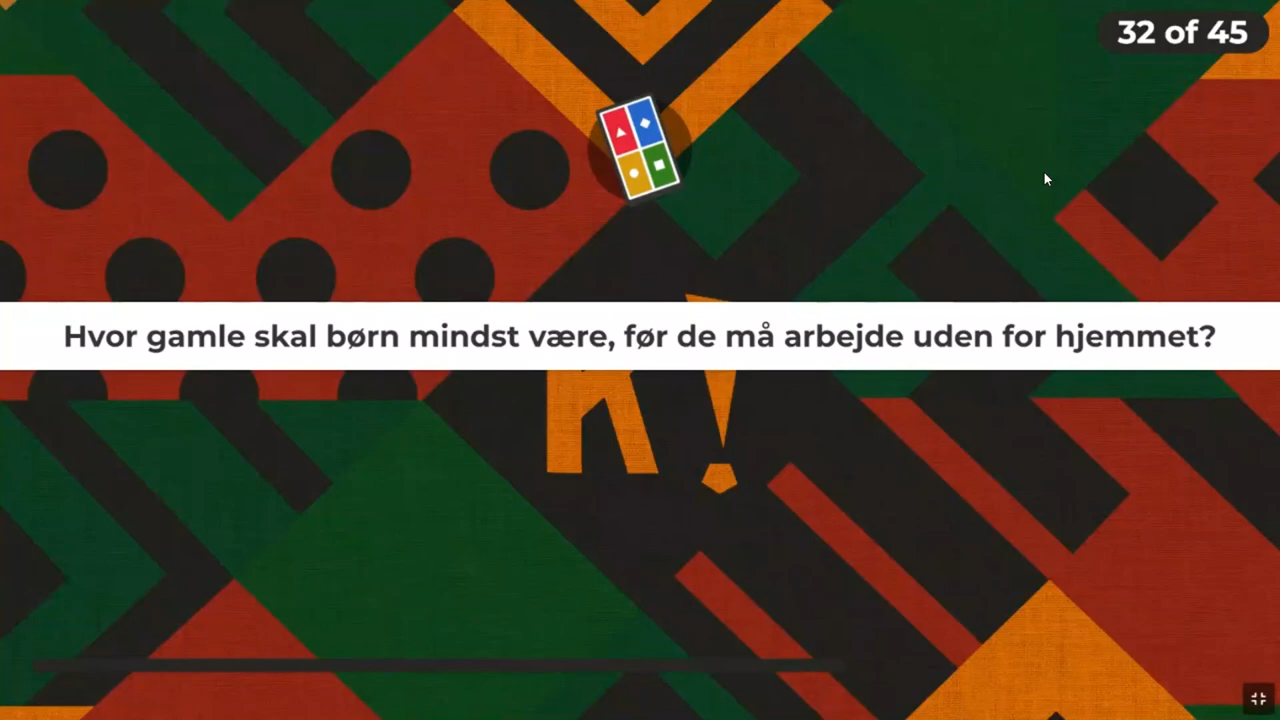 32 of 45
Hvor gamle skal børn mindst være, før de må arbejde uden for hjemmet?
K!